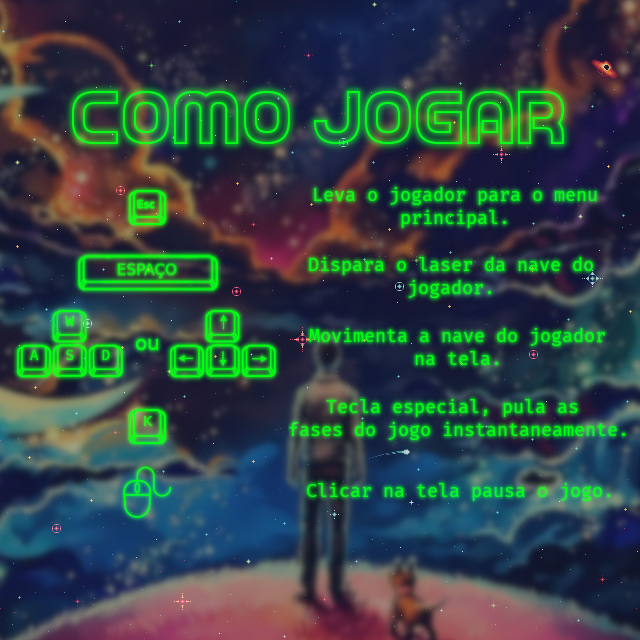 COMO JOGAR
Esc
Leva o jogador para o menu
principal.
ESPAÇO
Dispara o laser da nave do
jogador.
W
A S D
ou
↑
← ↓ →
Movimenta a nave do jogador
na tela.
K
Tecla especial, pula as
fases do jogo instantaneamente.
Clicar na tela pausa o jogo.